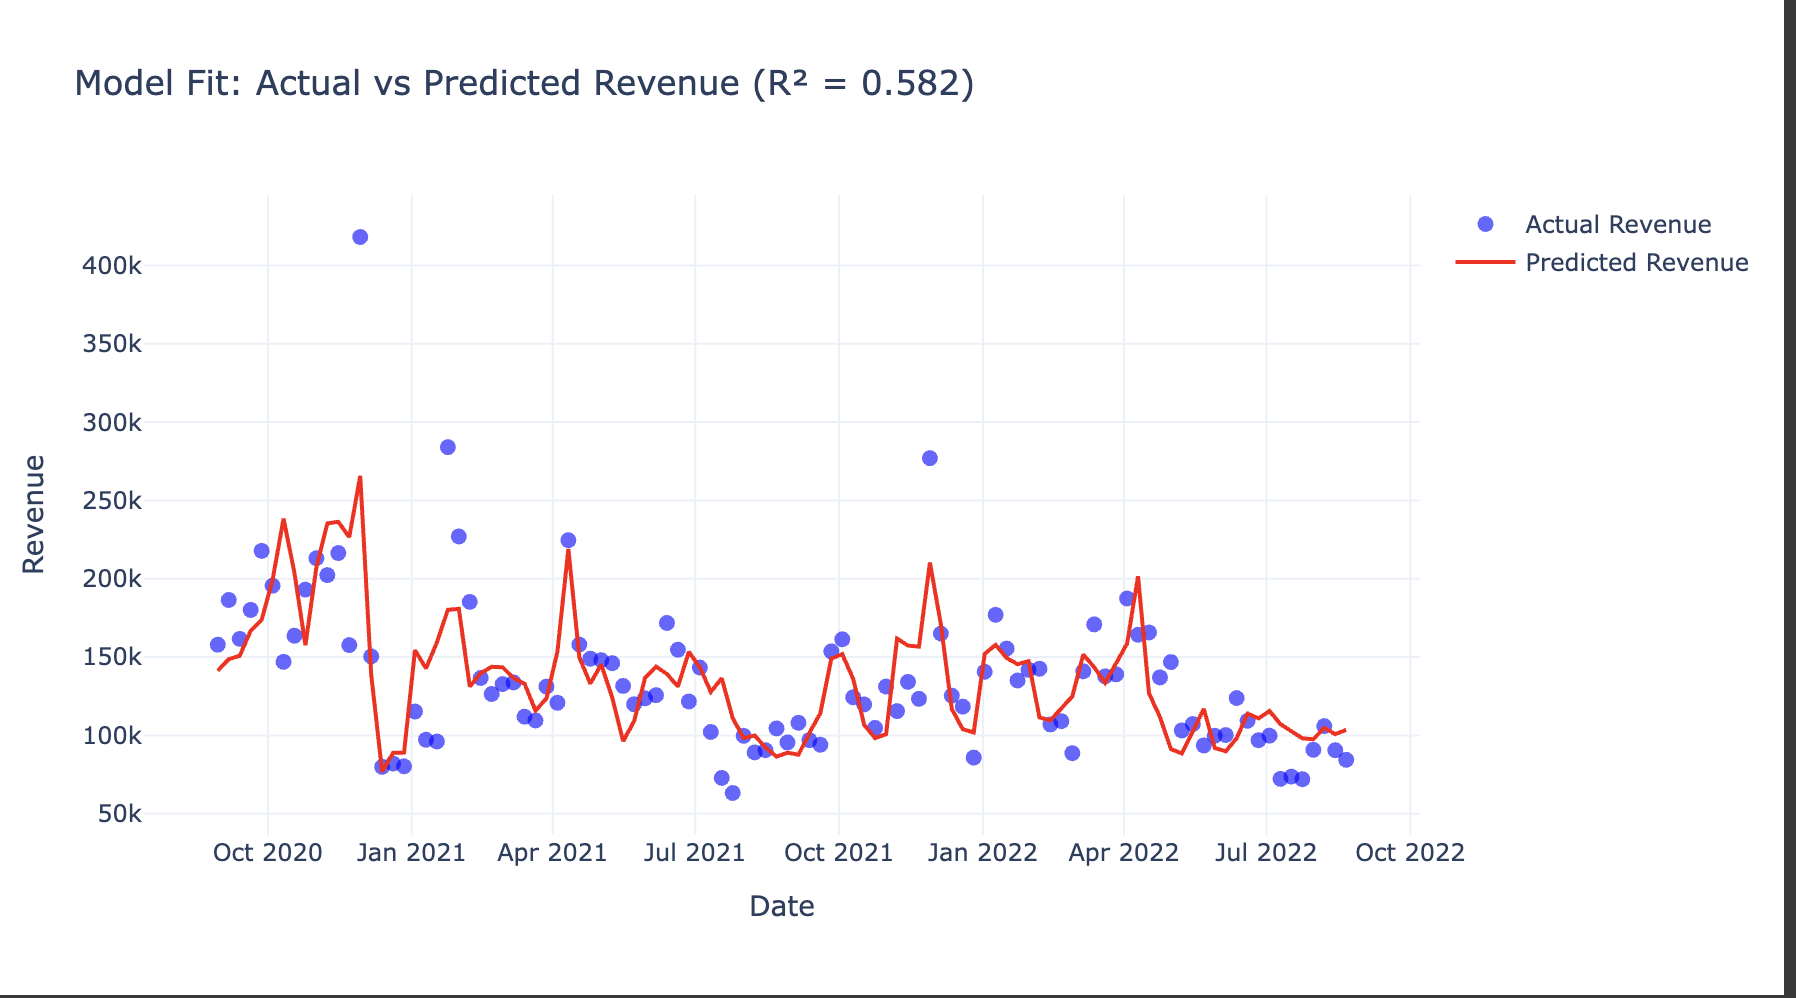 Model Fit: Actual vs Predicted Revenue (R² = 0.582)
Actual Revenue
Predicted Revenue
400k
350k
300k
250k
200k
150k
100k
50k
Revenue
Oct 2020 Jan 2021 Apr 2021 Jul 2021 Oct 2021 Jan 2022 Apr 2022 Jul 2022 Oct 2022
Date